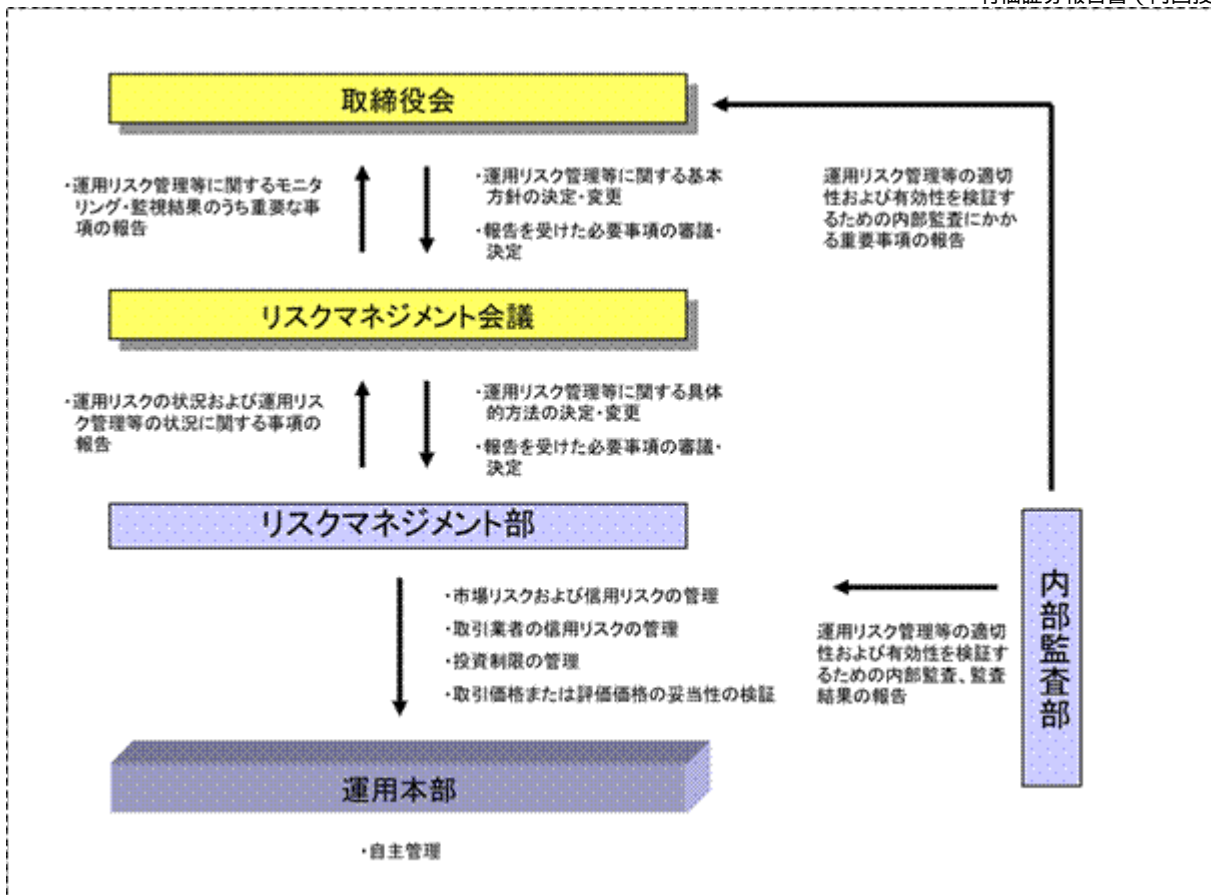 取締役会
・運用リスク管理等に関するモニタ
リング・監視結果のうち重要な事
項の報告
・運用リスク管理等に関する基本
方針の決定・変更
・報告を受けた必要事項の審議・
決定
運用リスク管理等の適切
性および有効性を検証す
るための内部監査にかか
る重要事項の報告
リスクマネジメント会議
・運用リスクの状況および運用リス
ク管理等の状況に関する事項の
報告
・運用リスク管理等に関する具体
的方法の決定・変更
・報告を受けた必要事項の審議・
決定
リスクマネジメント部
・市場リスクおよび信用リスクの管理
・取引業者の信用リスクの管理
・投資制限の管理
・取引価格または評価価格の妥当性の検証
運用リスク管理等の適切
性および有効性を検証す
るための内部監査、監査
結果の報告
内部監査部
運用本部
・自主管理